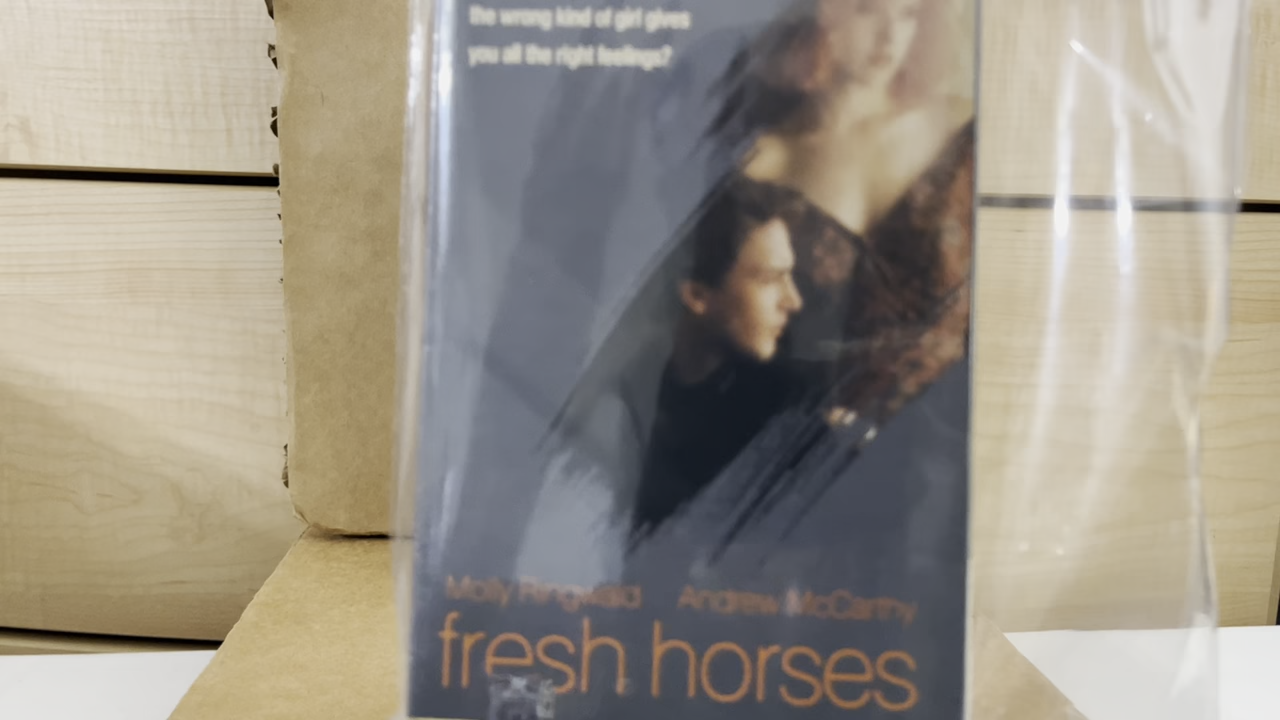 the wrong kind of girl gives
you all the right feelings?
Molly Ringwald Andrew McCarthy
fresh horses